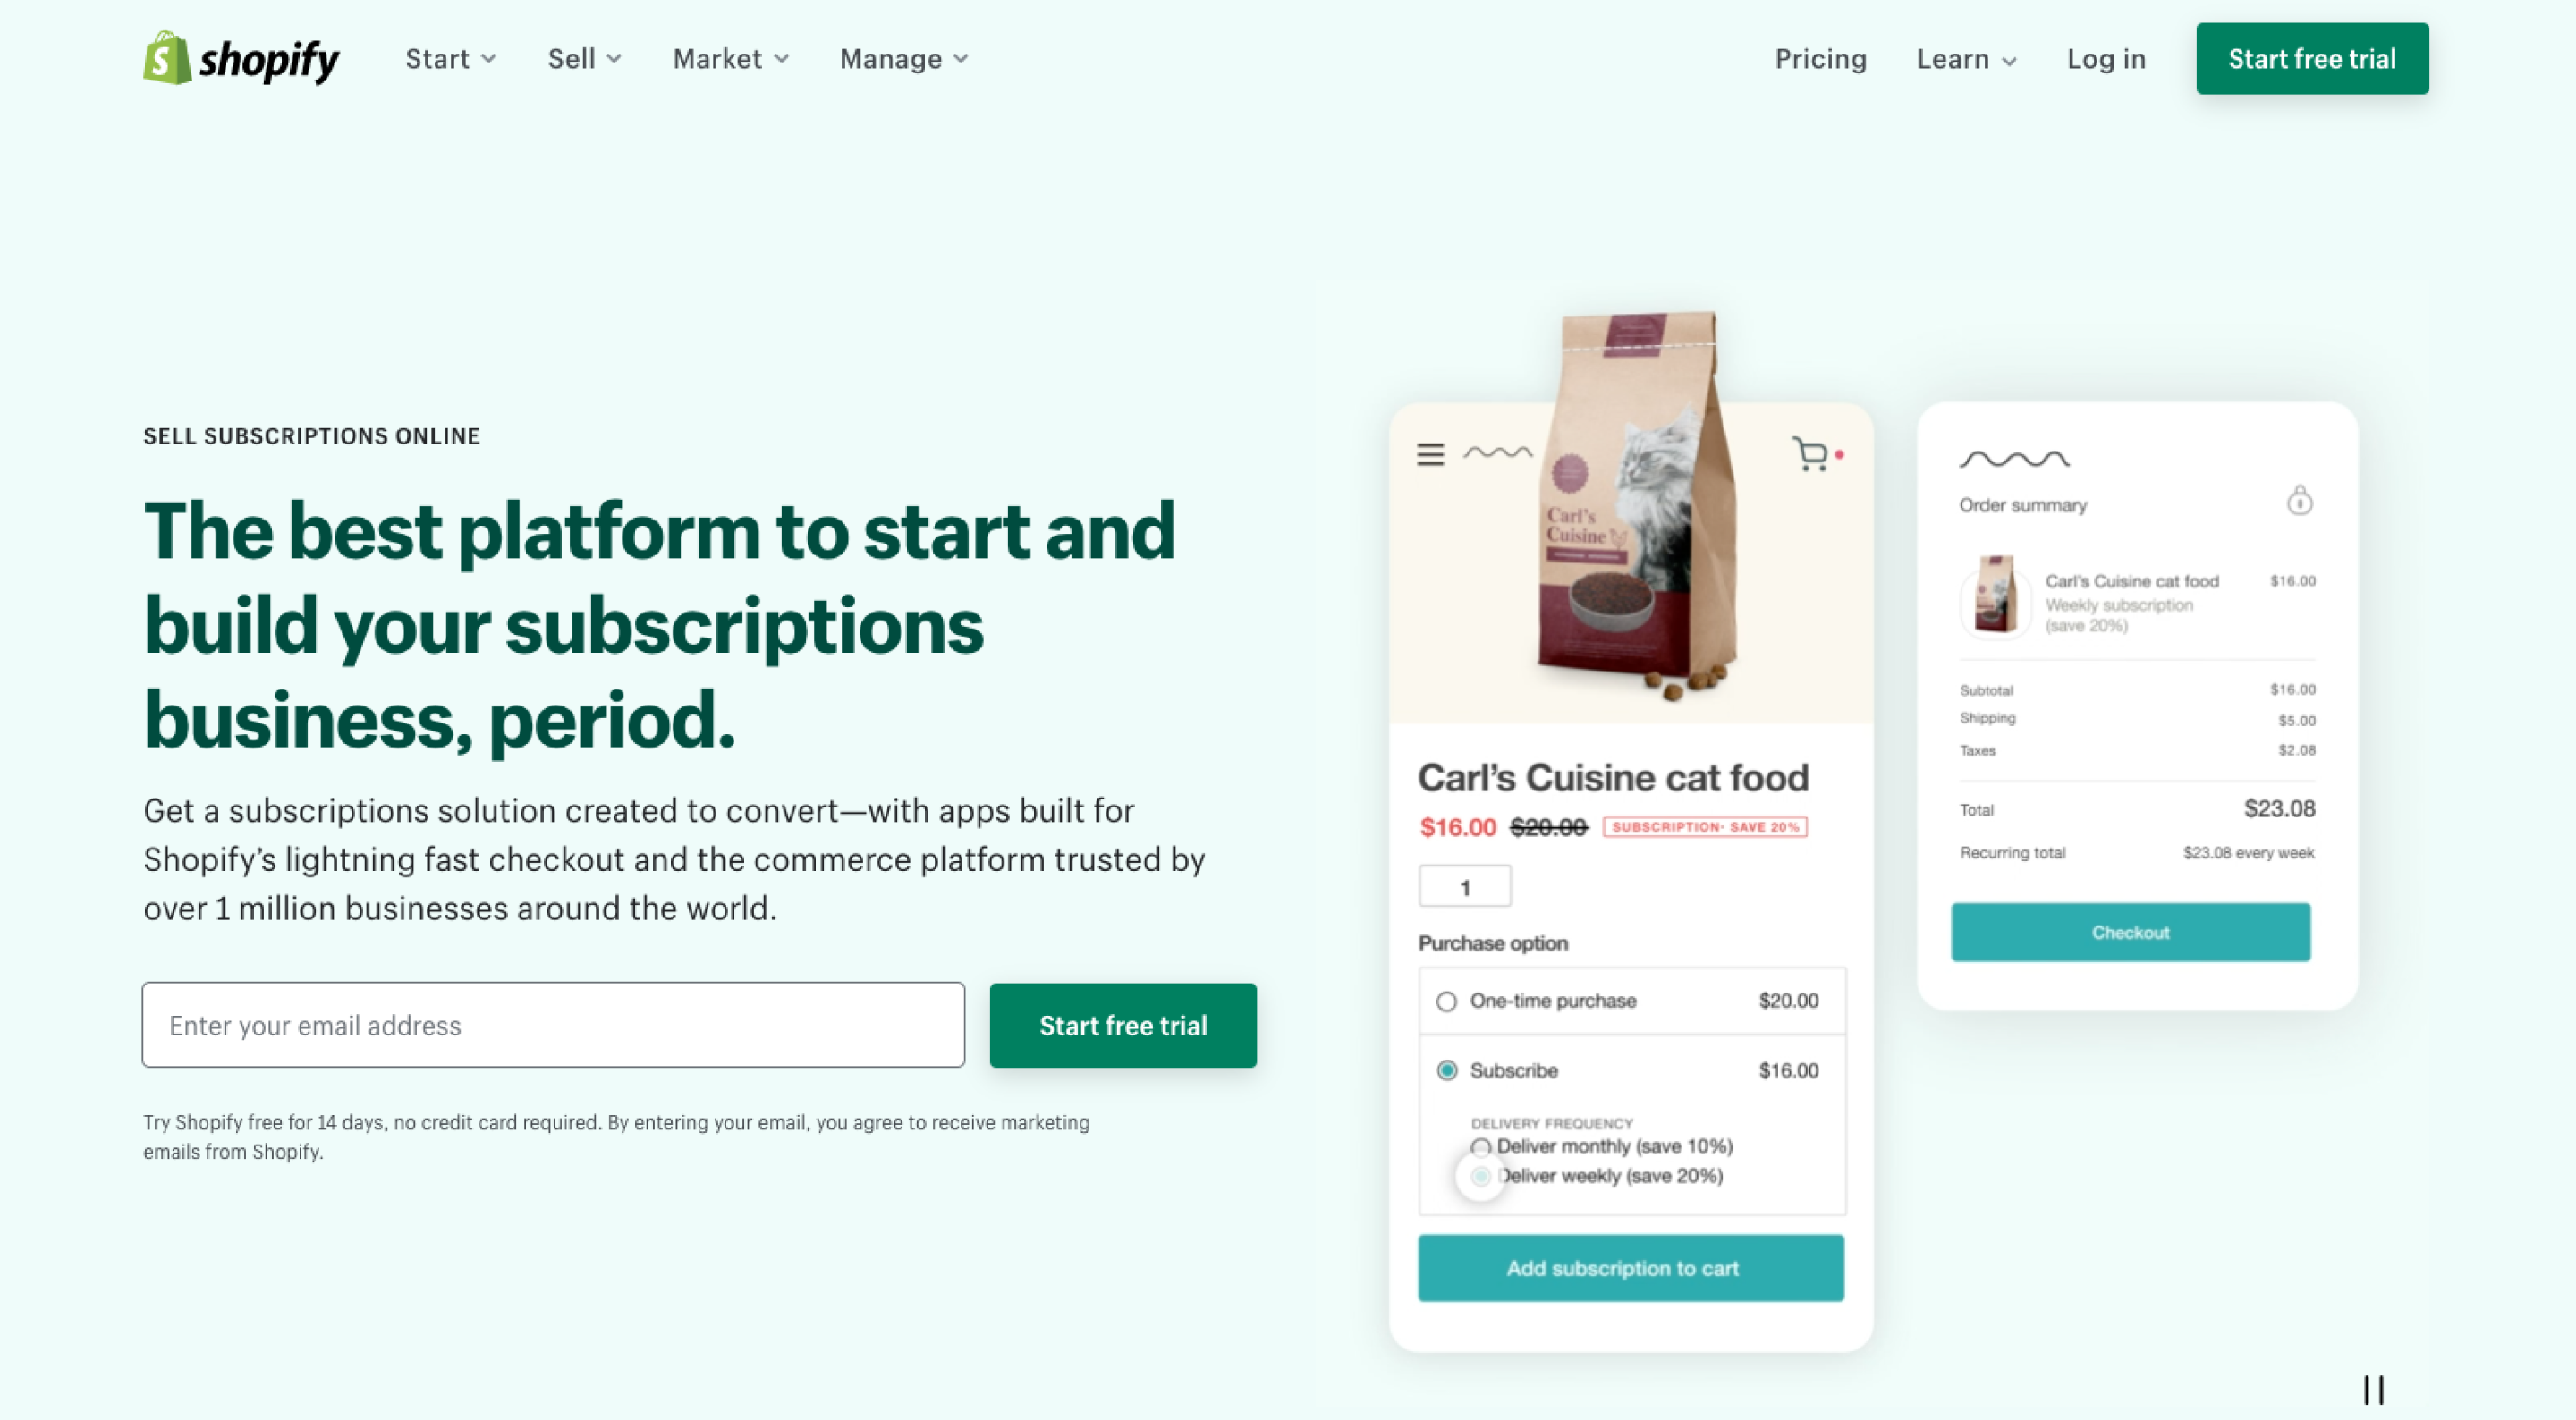 shopify
Start
Sell
Market
Manage
Pricing
Learn
Log in
Start free trial
SELL SUBSCRIPTIONS ONLINE
The best platform to start and
build your subscriptions
business, period.
Get a subscriptions solution created to convert—with apps built for
Shopify’s lightning fast checkout and the commerce platform trusted by
over 1 million businesses around the world.
Enter your email address
Start free trial
Try Shopify free for 14 days, no credit card required. By entering your email, you agree to receive marketing
emails from Shopify.
Carl's
Cuisine
Carl’s Cuisine cat food
$16.00 $20.00 SUBSCRIPTION- SAVE 20%
1
Purchase option
One-time purchase $20.00
Subscribe $16.00
DELIVERY FREQUENCY
Deliver monthly (save 10%)
Deliver weekly (save 20%)
Add subscription to cart
Order summary
Carl's Cuisine cat food $16.00
Weekly subscription
(save 20%)
Subtotal $16.00
Shipping $5.00
Taxes $2.08
Total $23.08
Recurring total $23.08 every week
Checkout